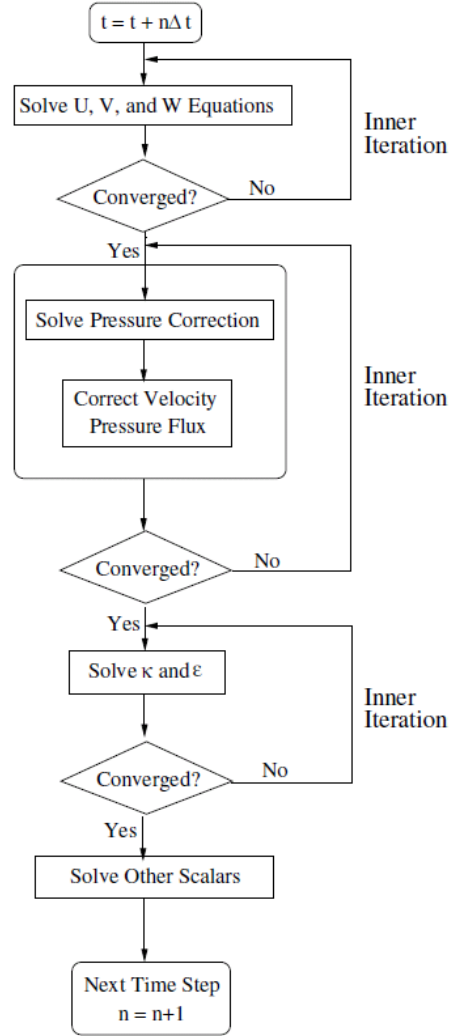 t = t + nΔ t
Solve U, V, and W Equations
Inner
Iteration
Converged?
No
Yes
Solve Pressure Correction
Correct Velocity
Pressure Flux
Inner
Iteration
Converged?
No
Yes
Solve κ and ε
Inner
Iteration
Converged?
No
Yes
Solve Other Scalars
Next Time Step
n = n+1